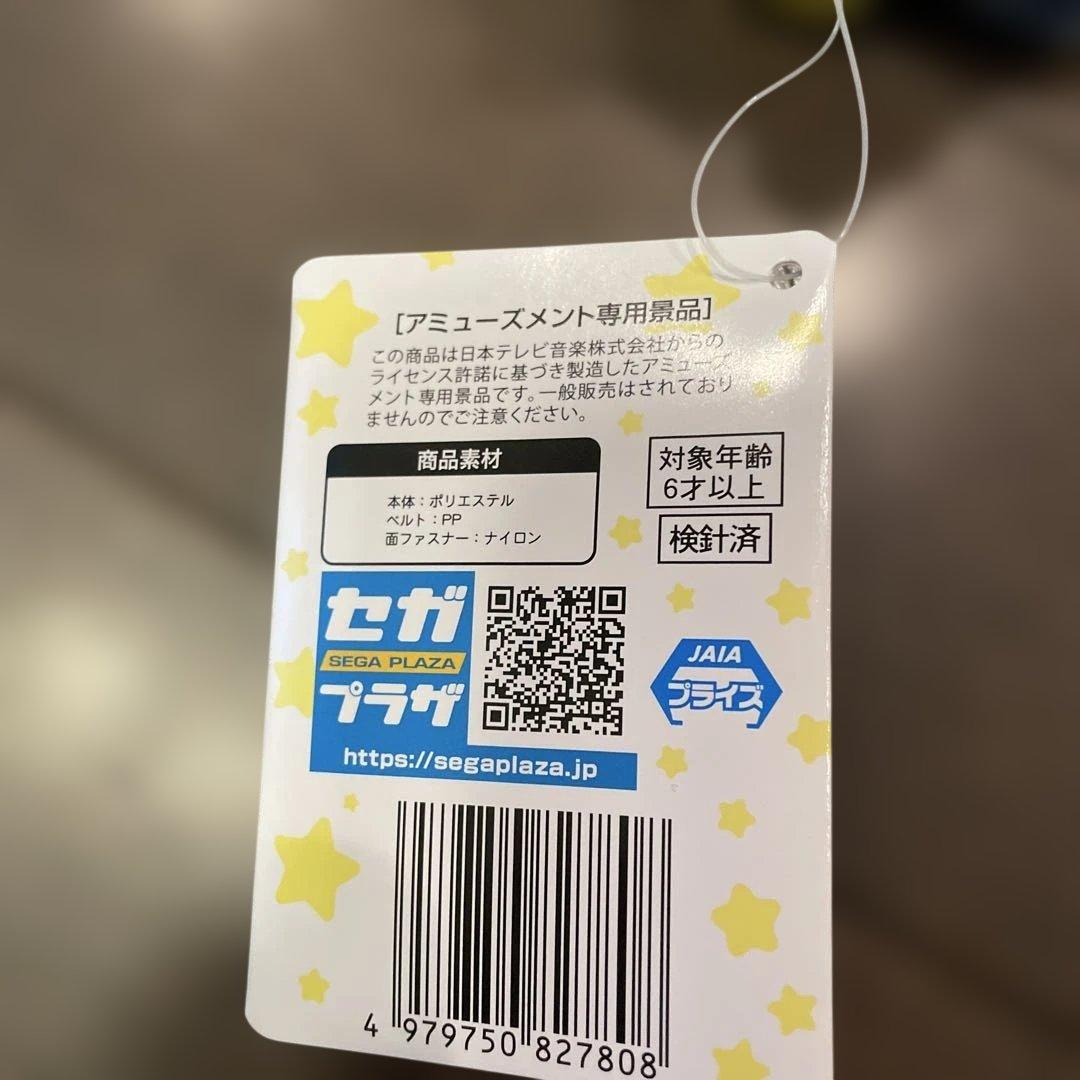 [アミューズメント専用景品]
この商品は日本テレビ音楽株式会社からの
ライセンス許諾に基づき製造したアミューズ
メント専用景品です。一般販売はされており
ませんのでご注意ください。
商品素材
本体：ポリエステル
ベルト：PP
面ファスナー：ナイロン
対象年齢
6才以上
検針済
セガ
SEGA PLAZA
プラザ
https://segaplaza.jp
JAIA
プライズ
4 979750 827808